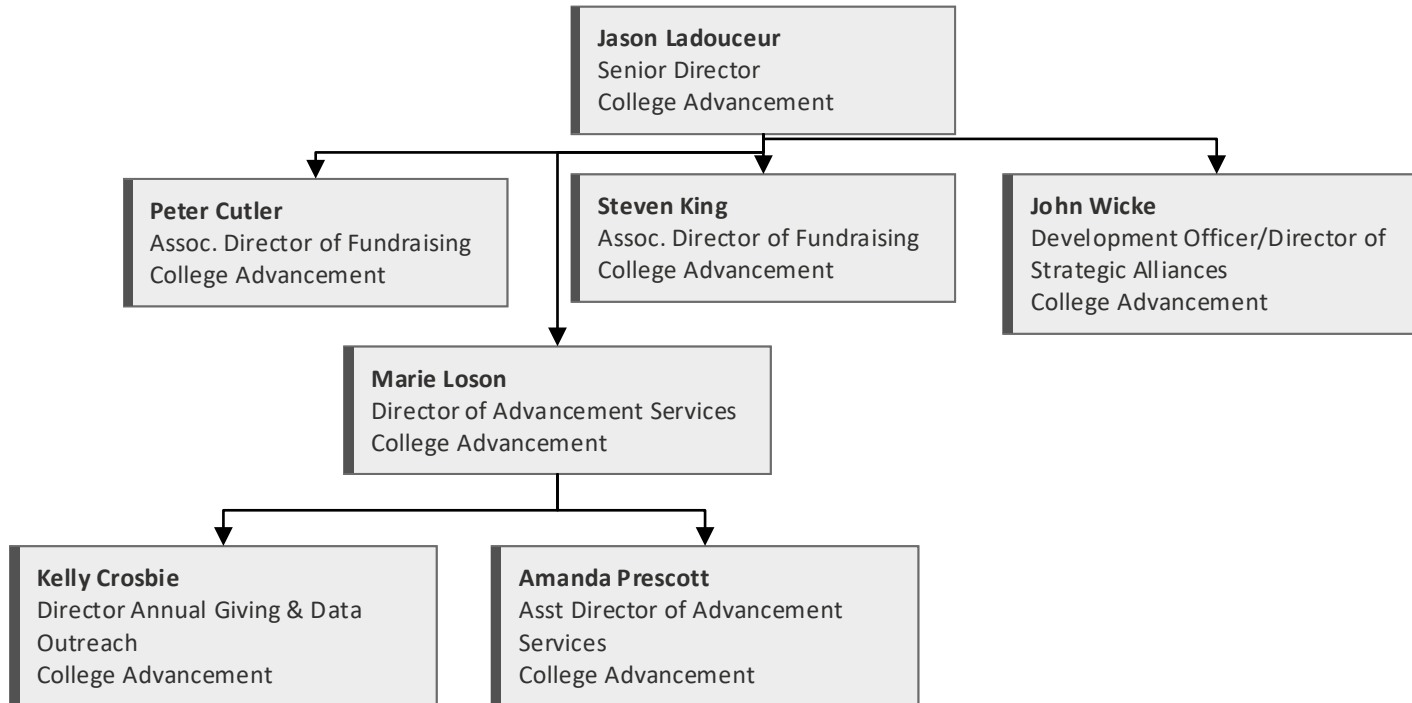 Jason Ladouceur
Senior Director
College Advancement
Peter Cutler
Assoc. Director of Fundraising
College Advancement
Steven King
Assoc. Director of Fundraising
College Advancement
John Wicke
Development Officer/Director of
Strategic Alliances
College Advancement
Marie Loson
Director of Advancement Services
College Advancement
Kelly Crosbie
Director Annual Giving & Data
Outreach
College Advancement
Amanda Prescott
Asst Director of Advancement
Services
College Advancement